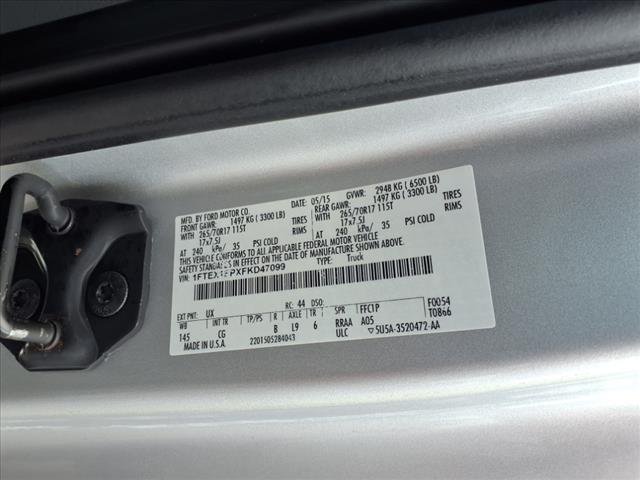 MFD. BY FORD MOTOR CO.
DATE: 05/15 GVWR: 2948 KG ( 6500 LB)
FRONT GAWR: 1497 KG ( 3300 LB) REAR GAWR: 1497 KG ( 3300 LB)
WITH 265/70R17 115T TIRES WITH 265/70R17 115T TIRES
17x7.5J RIMS 17x7.5J RIMS
AT 240 kPa/ 35 PSI COLD AT 240 kPa/ 35 PSI COLD
THIS VEHICLE CONFORMS TO ALL APPLICABLE FEDERAL MOTOR VEHICLE
SAFETY STANDARDS IN EFFECT ON THE DATE OF MANUFACTURE SHOWN ABOVE.
VIN: 1FTEX1EPXFKD47099 TYPE: Truck
EXT PNT: UX RC: 44 DSO: F0054
WB INT TR TP/PS R AXLE TR SPR FFC1P T0866
145 CG B L9 6 RRAA A05
MADE IN U.S.A. 2201505284043 ULC ▽ 5U5A-3520472-AA